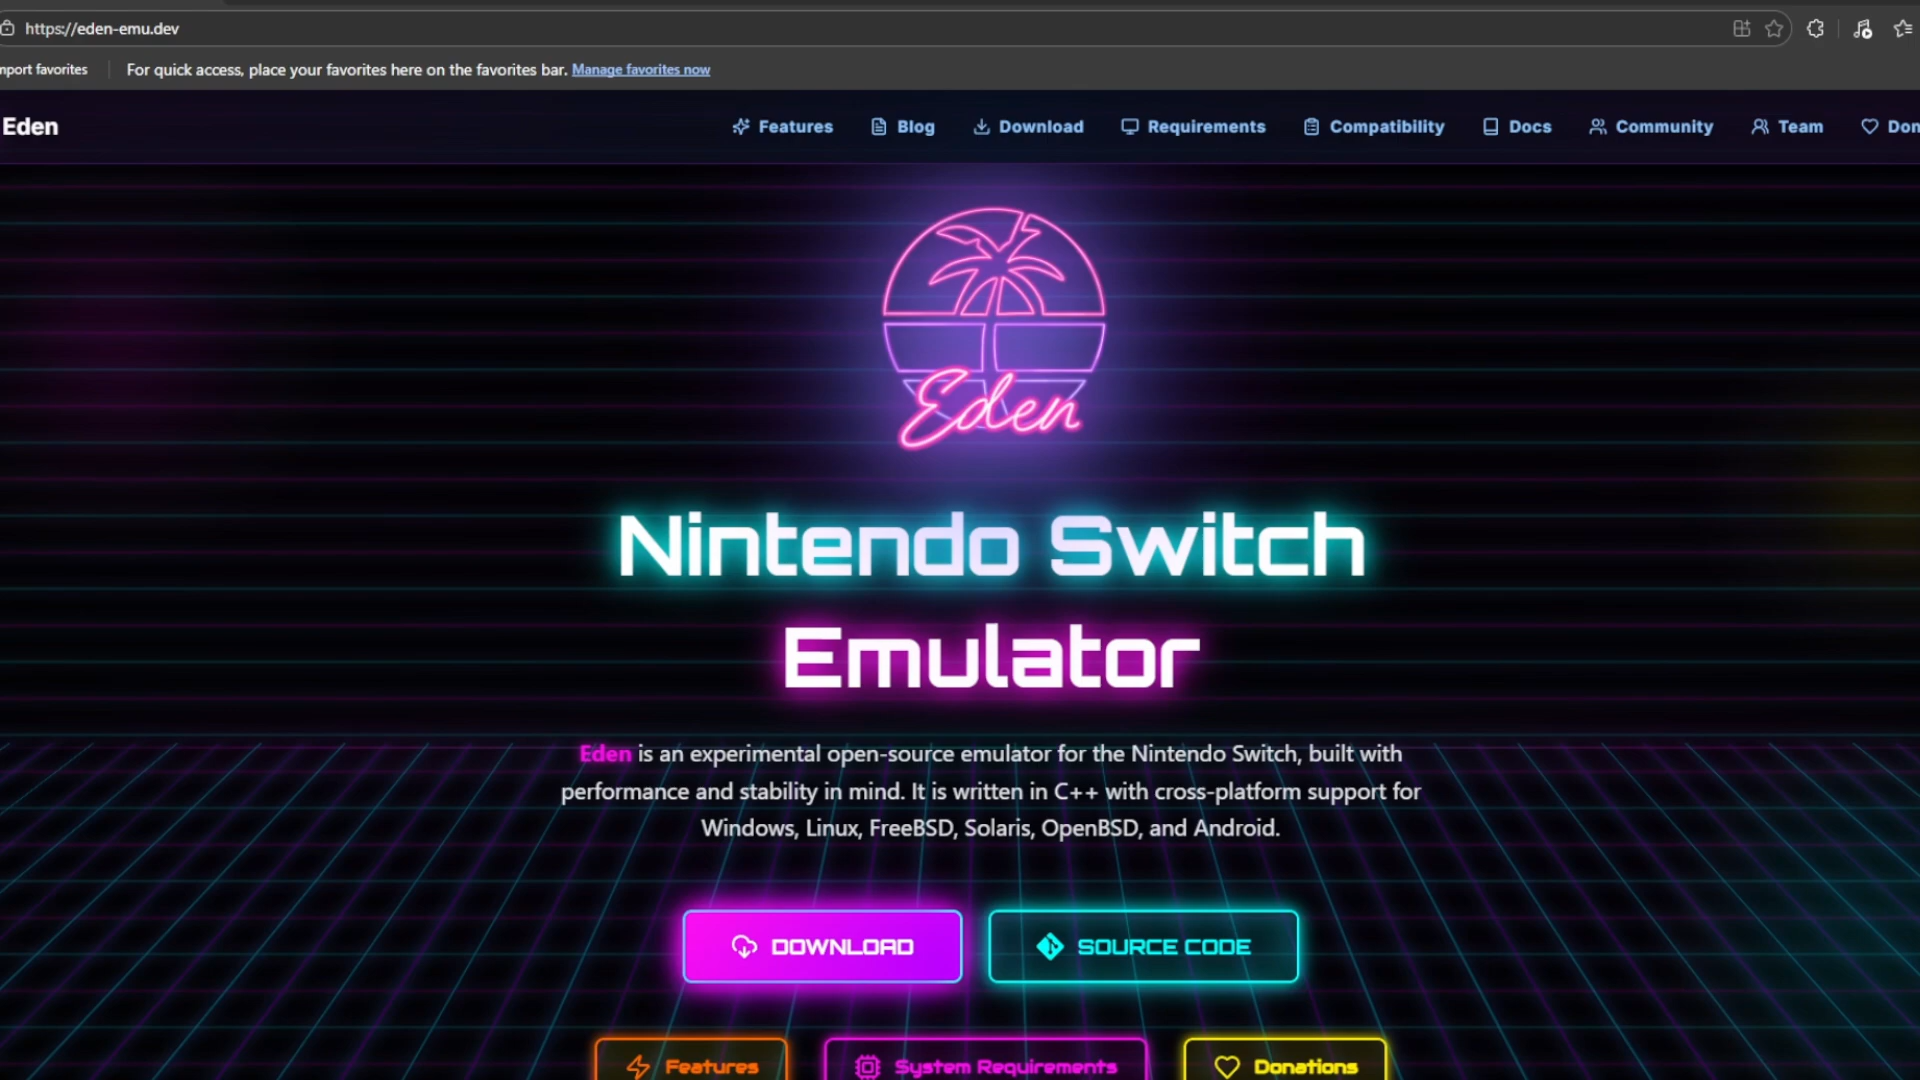 https://eden-emu.dev
mport favorites
For quick access, place your favorites here on the favorites bar. Manage favorites now
Eden
Features
Blog
Download
Requirements
Compatibility
Docs
Community
Team
Don
Eden
Nintendo Switch
Emulator
Eden is an experimental open-source emulator for the Nintendo Switch, built with
performance and stability in mind. It is written in C++ with cross-platform support for
Windows, Linux, FreeBSD, Solaris, OpenBSD, and Android.
DOWNLOAD
SOURCE CODE
Features
System Requirements
Donations